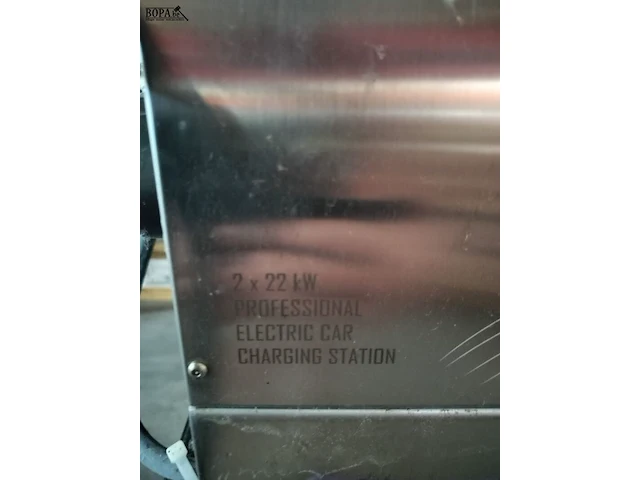 BOPA
2 x 22 kW
PROFESSIONAL
ELECTRIC CAR
CHARGING STATION